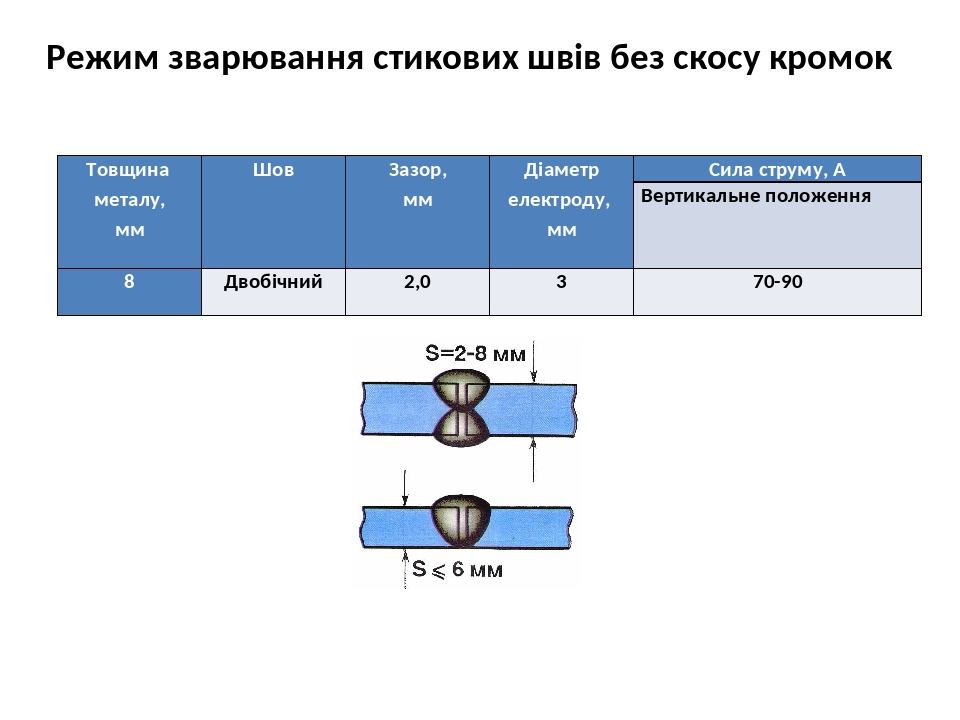 Режим зварювання стикових швів без скосу кромок
Товщина
металу,
мм
Шов
Зазор,
мм
Діаметр
електроду,
мм
Сила струму, А
Вертикальне положення
8
Двобічний
2,0
3
70-90
S=2-8 мм
S ⩽ 6 мм